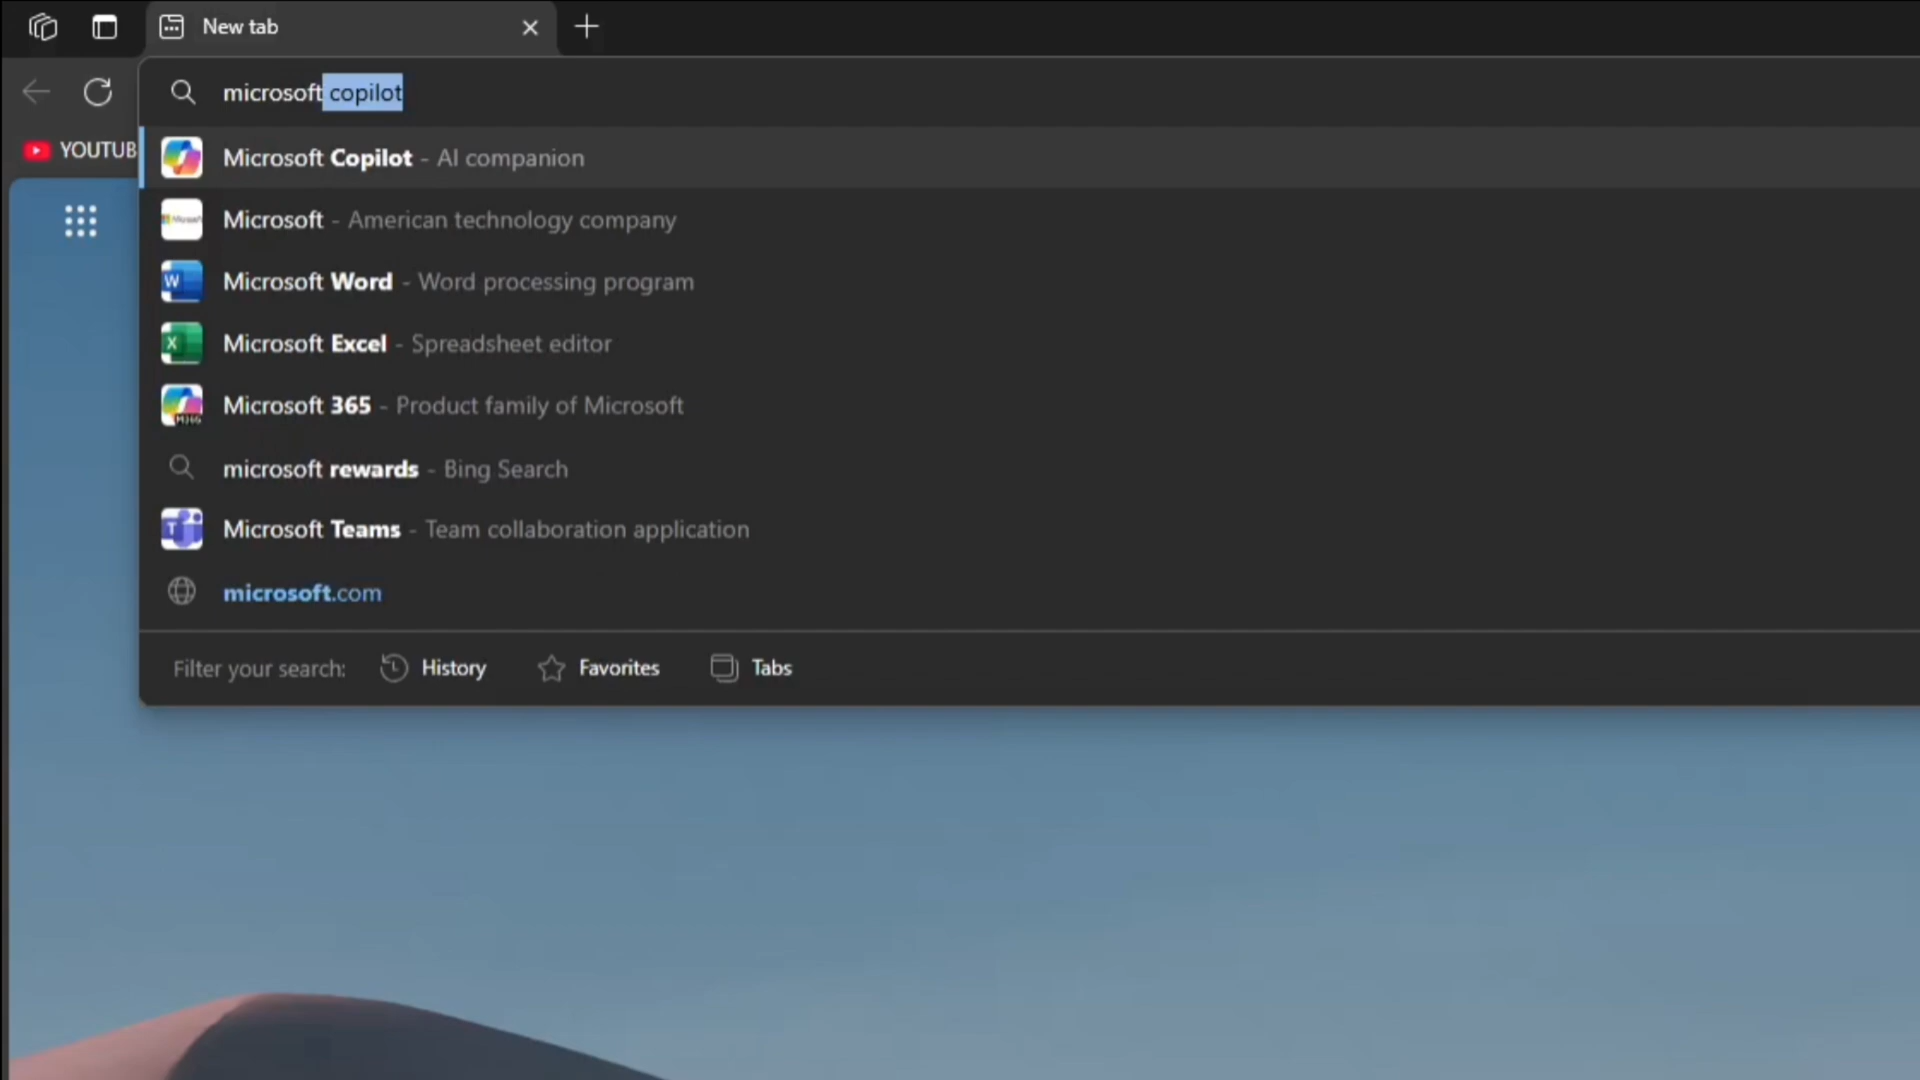 New tab
microsoft copilot
YOUTUB
Microsoft Copilot - AI companion
Microsoft - American technology company
Microsoft Word - Word processing program
Microsoft Excel - Spreadsheet editor
Microsoft 365 - Product family of Microsoft
microsoft rewards - Bing Search
Microsoft Teams - Team collaboration application
microsoft.com
Filter your search: History Favorites Tabs